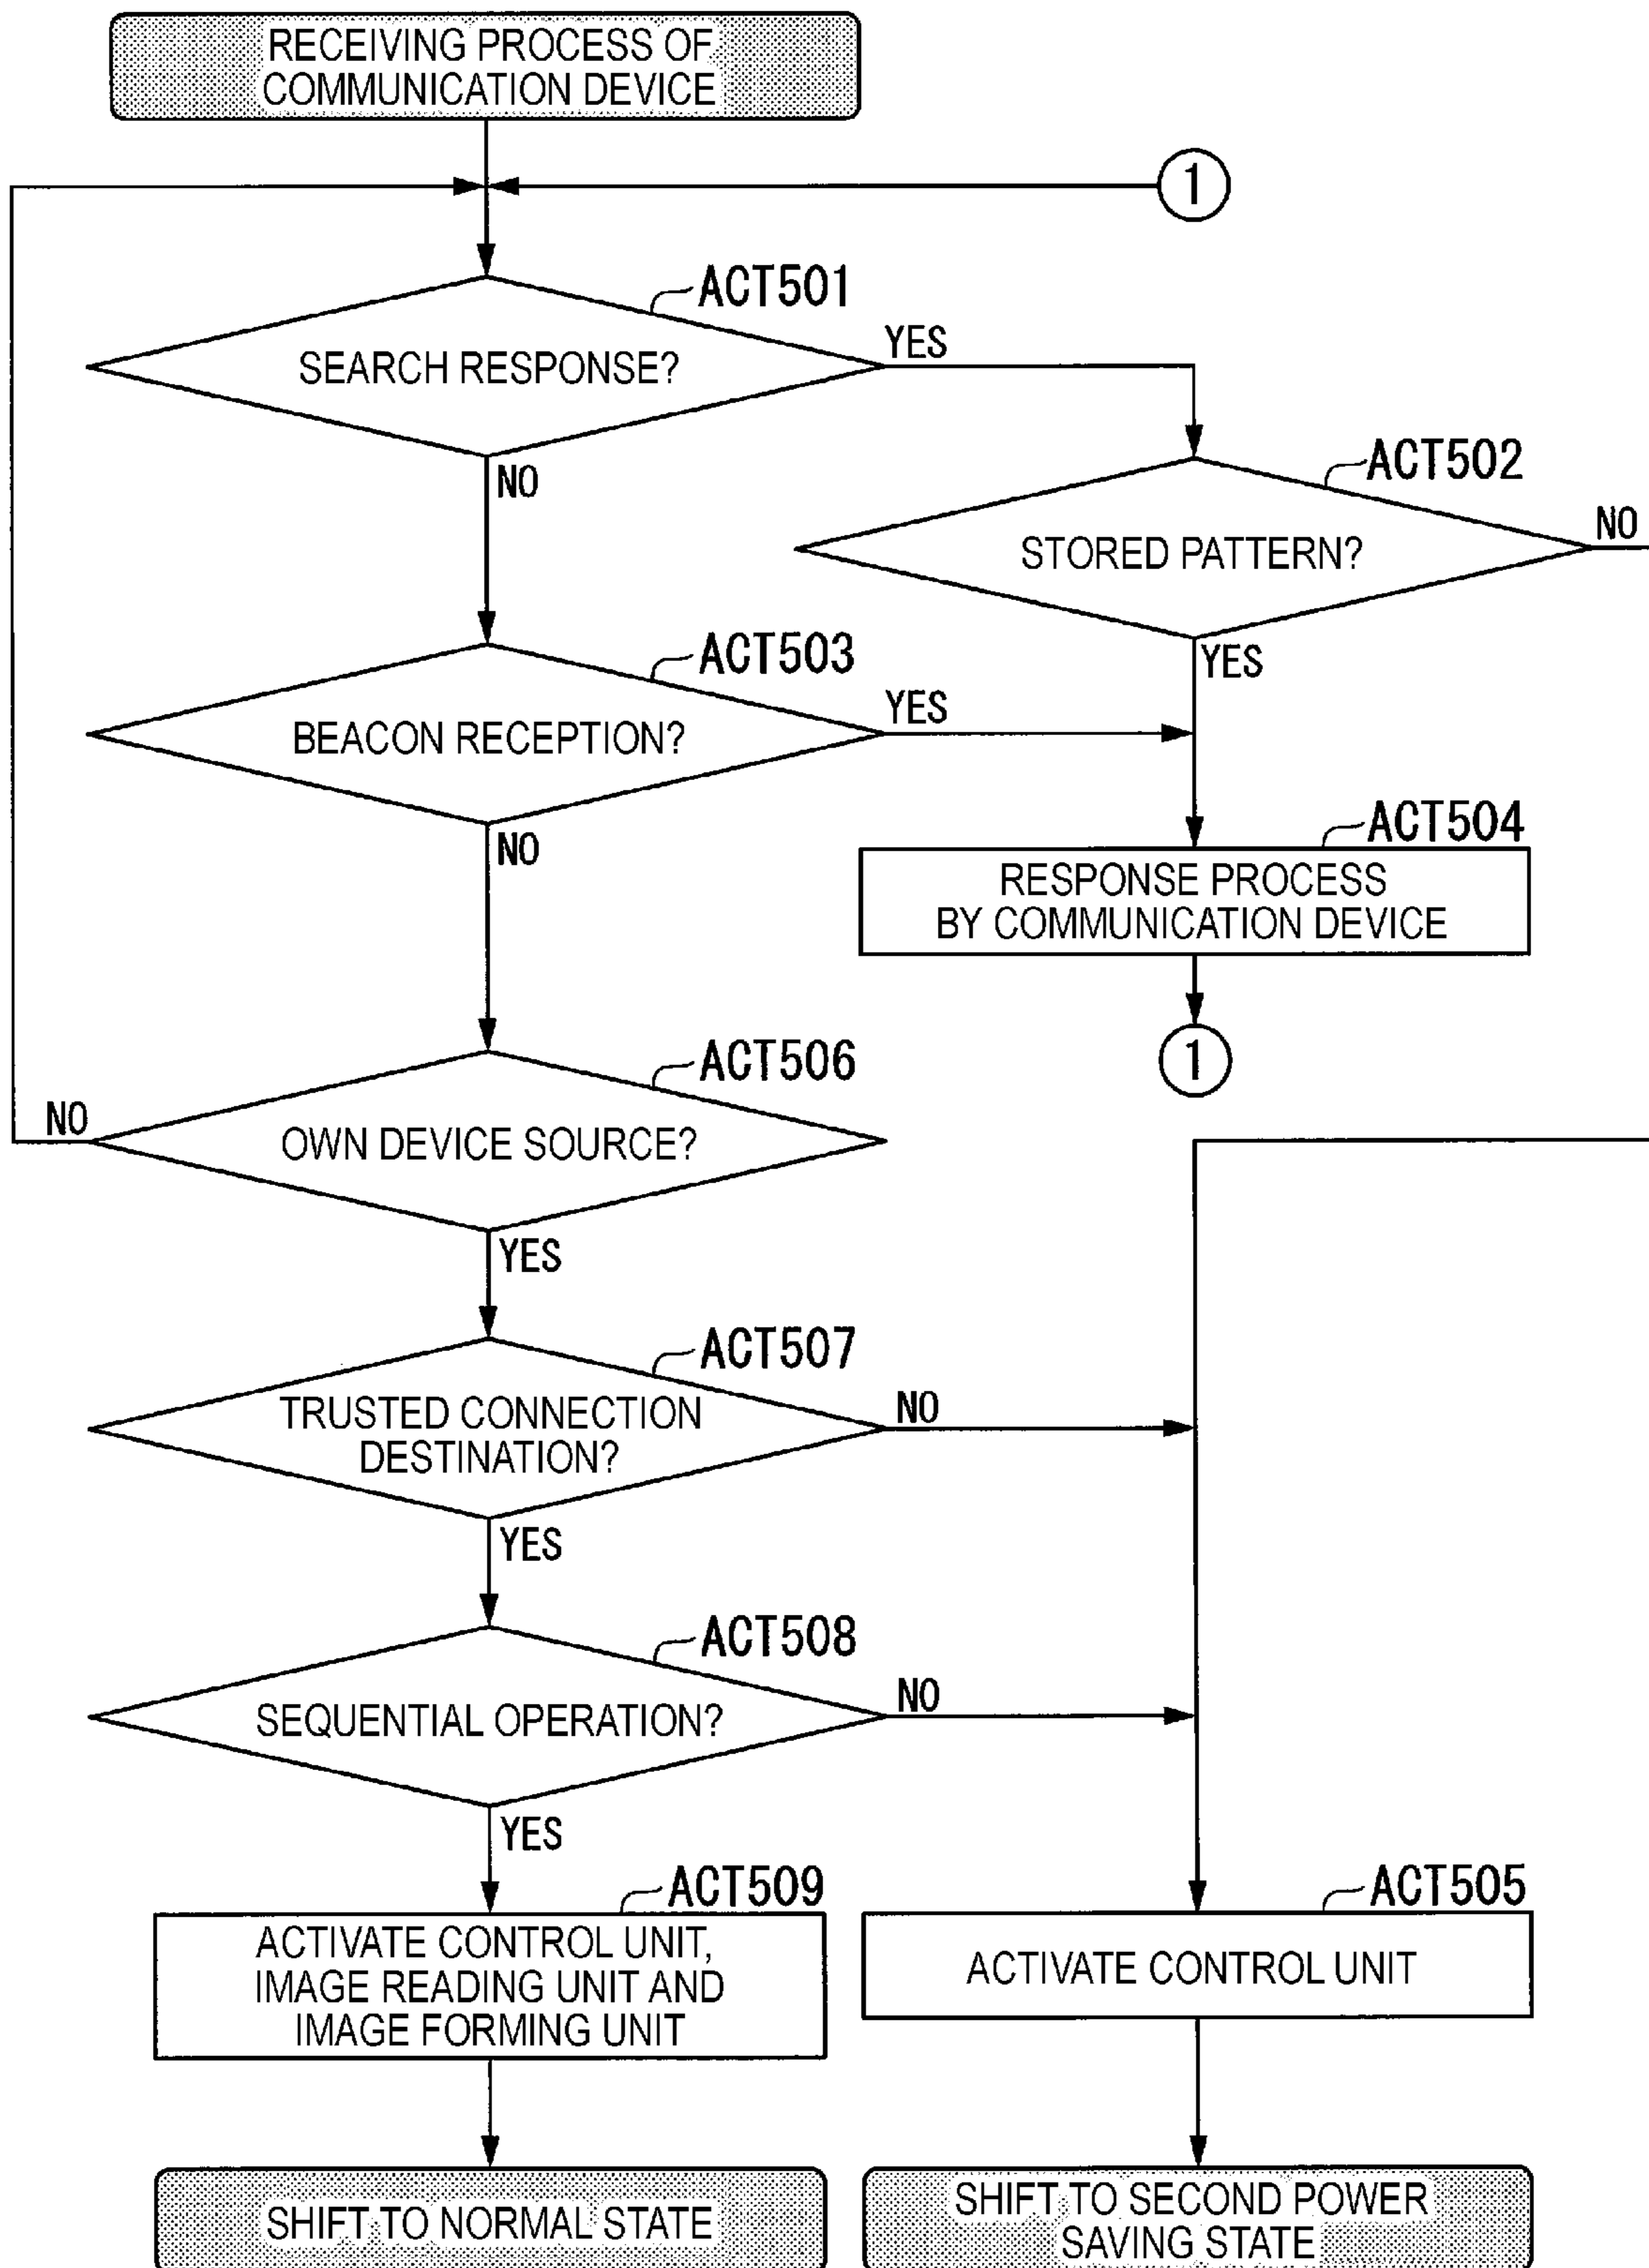 RECEIVING PROCESS OF
COMMUNICATION DEVICE
1
ACT501
SEARCH RESPONSE?
YES
NO
ACT502
STORED PATTERN?
NO
YES
ACT503
BEACON RECEPTION?
YES
NO
ACT504
RESPONSE PROCESS
BY COMMUNICATION DEVICE
1
ACT506
OWN DEVICE SOURCE?
NO
YES
ACT507
TRUSTED CONNECTION
DESTINATION?
NO
YES
ACT508
SEQUENTIAL OPERATION?
NO
YES
ACT509
ACTIVATE CONTROL UNIT,
IMAGE READING UNIT AND
IMAGE FORMING UNIT
ACT505
ACTIVATE CONTROL UNIT
SHIFT TO NORMAL STATE
SHIFT TO SECOND POWER
SAVING STATE